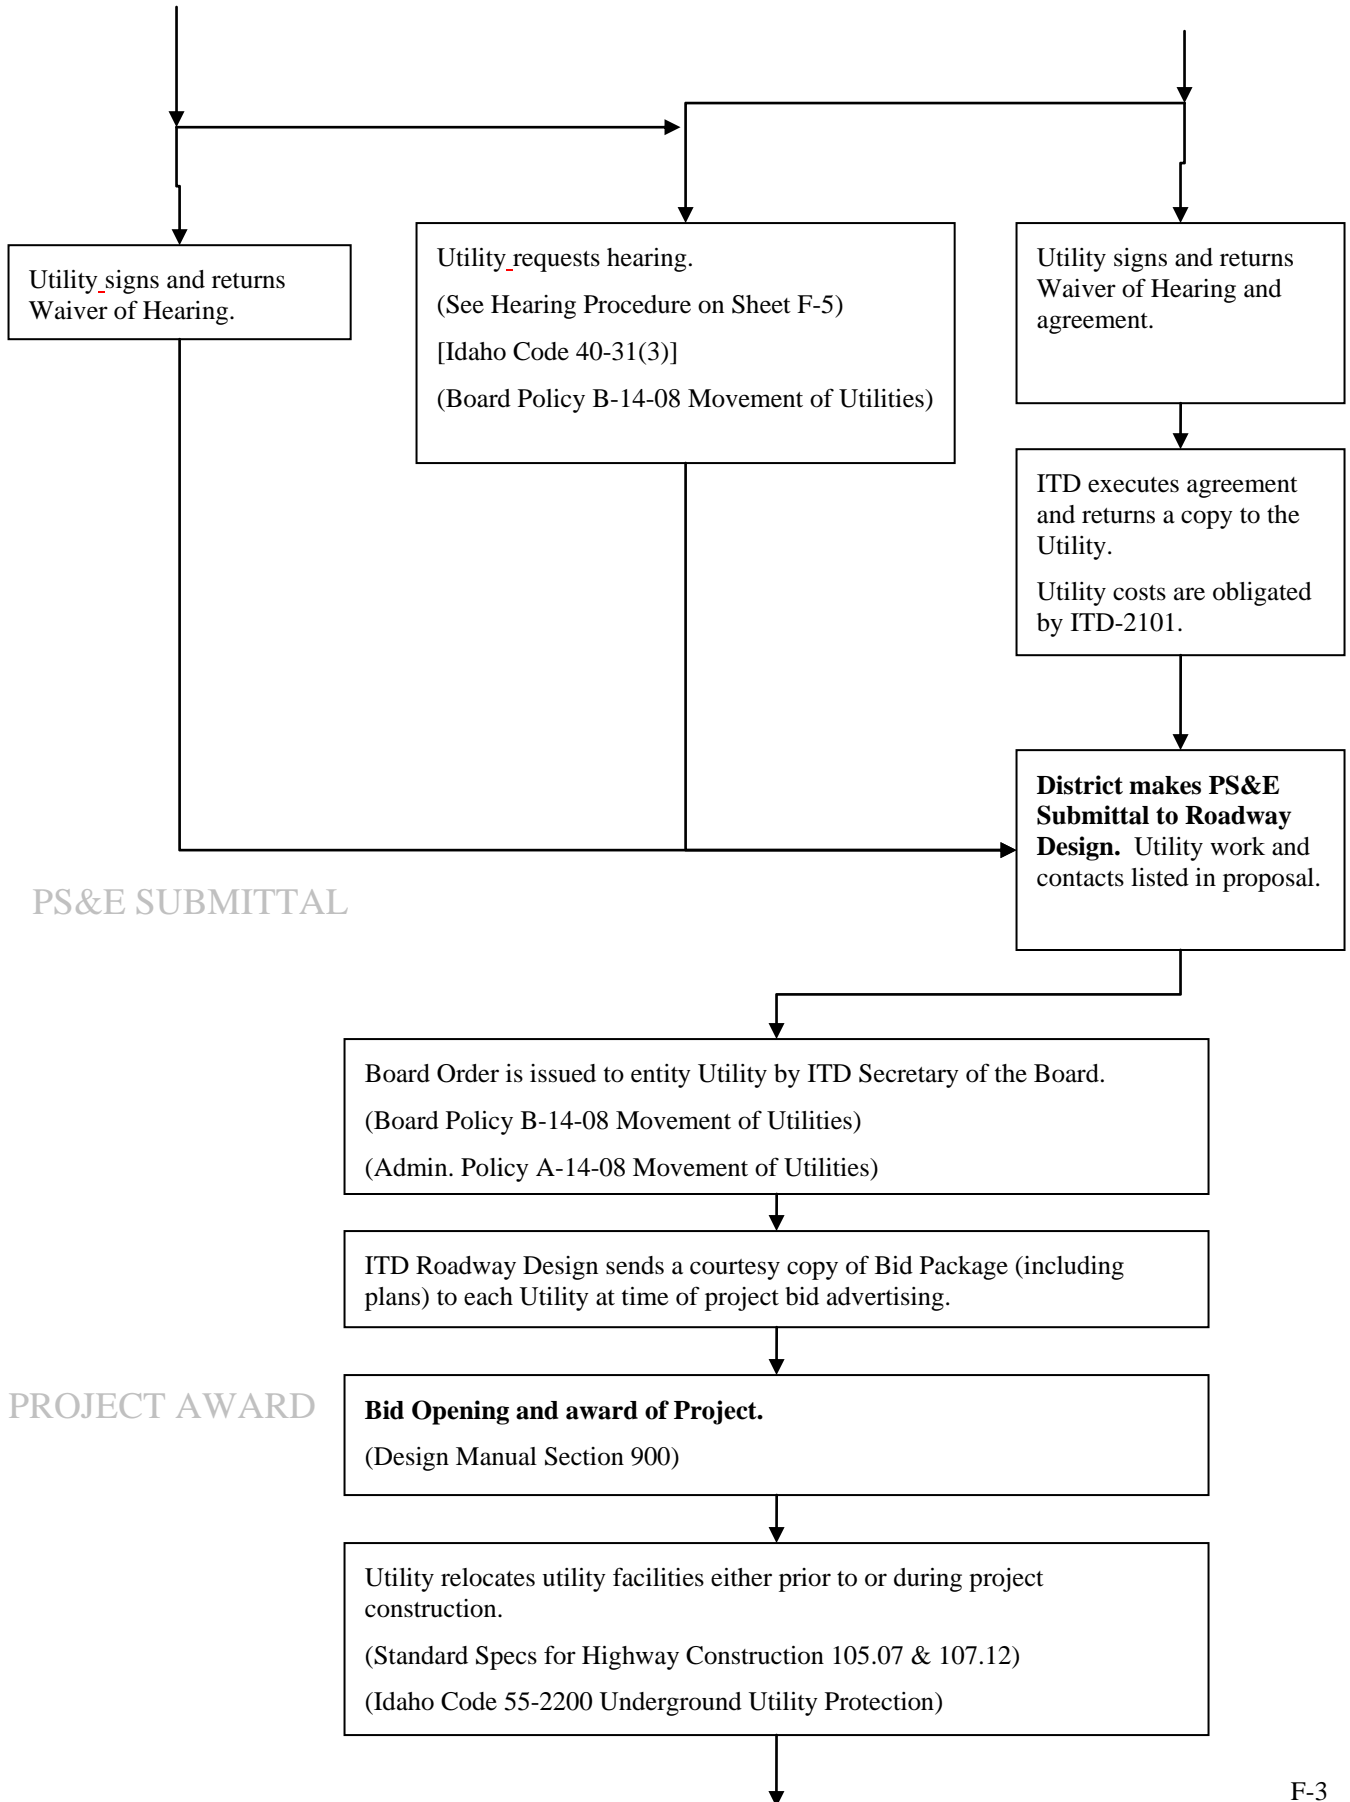 Utility signs and returns
Waiver of Hearing.
Utility requests hearing.
(See Hearing Procedure on Sheet F-5)
[Idaho Code 40-31(3)]
(Board Policy B-14-08 Movement of Utilities)
Utility signs and returns
Waiver of Hearing and
agreement.
ITD executes agreement
and returns a copy to the
Utility.
Utility costs are obligated
by ITD-2101.
District makes PS&E
Submittal to Roadway
Design. Utility work and
contacts listed in proposal.
PS&E SUBMITTAL
Board Order is issued to entity Utility by ITD Secretary of the Board.
(Board Policy B-14-08 Movement of Utilities)
(Admin. Policy A-14-08 Movement of Utilities)
ITD Roadway Design sends a courtesy copy of Bid Package (including
plans) to each Utility at time of project bid advertising.
PROJECT AWARD
Bid Opening and award of Project.
(Design Manual Section 900)
Utility relocates utility facilities either prior to or during project
construction.
(Standard Specs for Highway Construction 105.07 & 107.12)
(Idaho Code 55-2200 Underground Utility Protection)
F-3